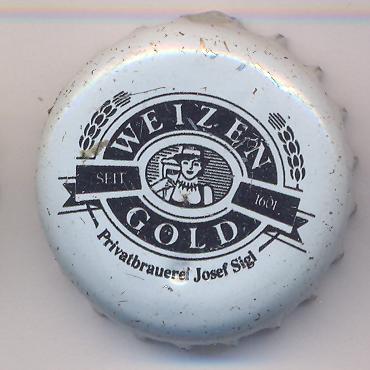 WEIZEN
SEIT 1601
GOLD
Privatbrauerei Josef Sigl